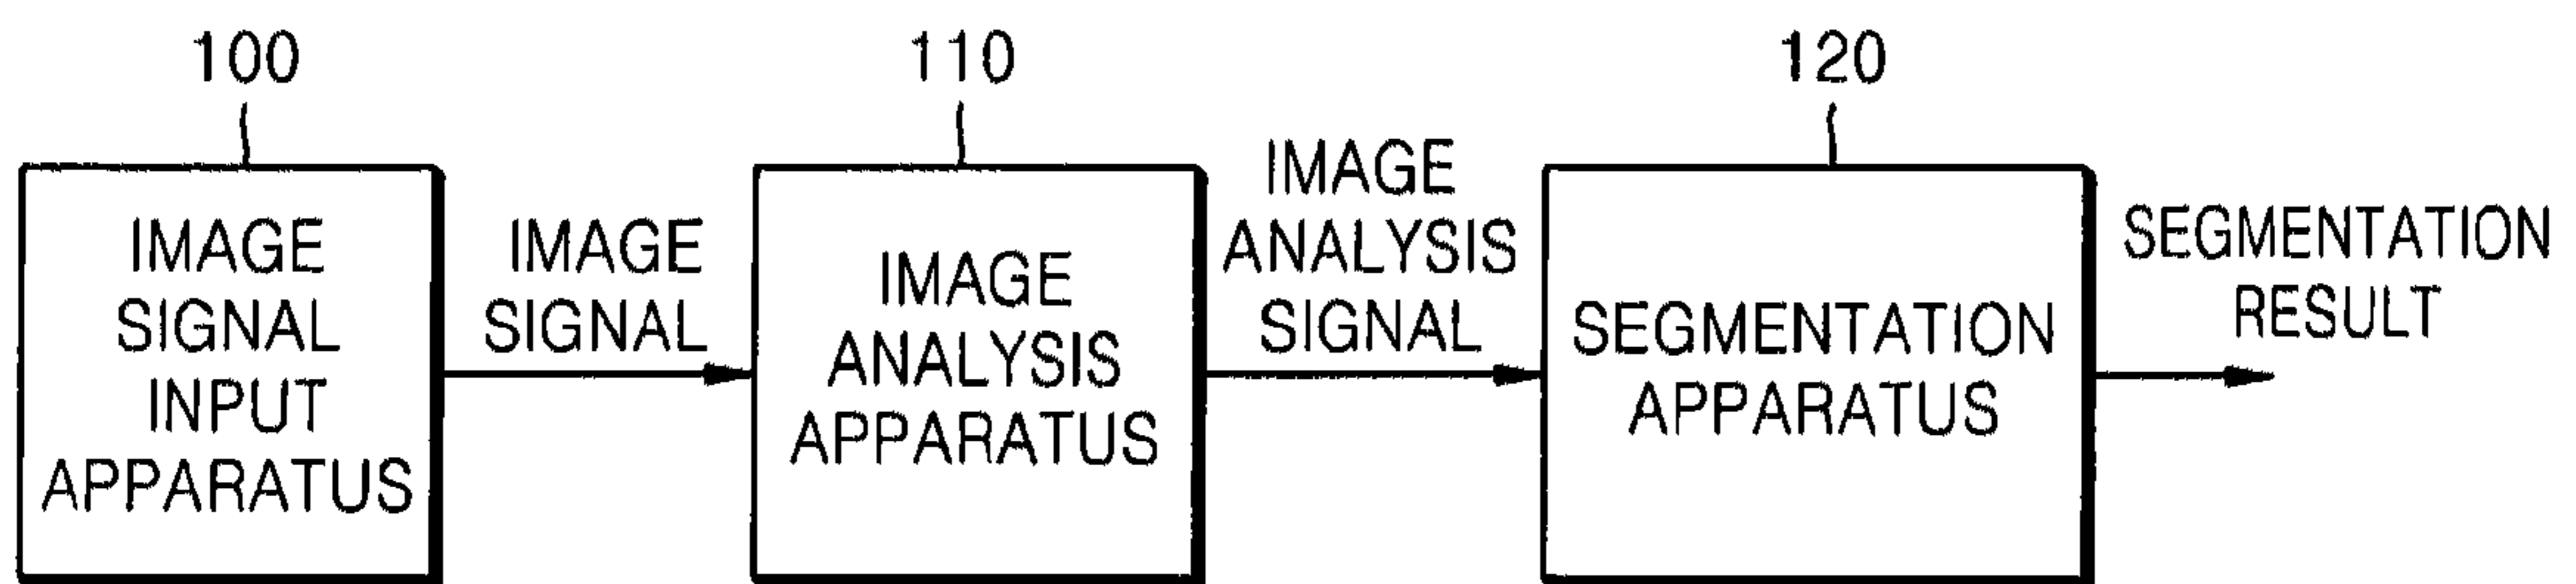 100
110
120
IMAGE
SIGNAL
INPUT
APPARATUS
IMAGE
SIGNAL
IMAGE
ANALYSIS
APPARATUS
IMAGE
ANALYSIS
SIGNAL
SEGMENTATION
APPARATUS
SEGMENTATION
RESULT